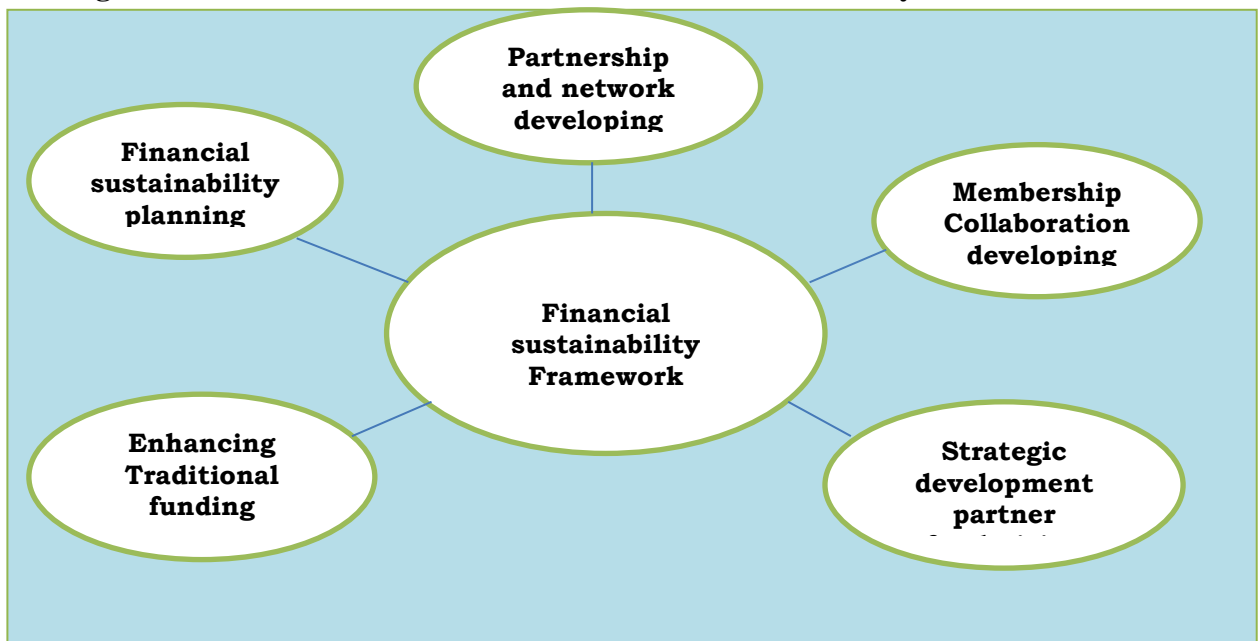 Partnership
and network
developing
Financial
sustainability
planning
Membership
Collaboration
developing
Financial
sustainability
Framework
Enhancing
Traditional
funding
Strategic
development
partner